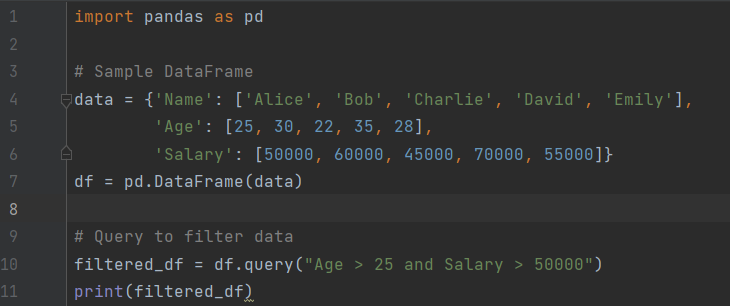 1 import pandas as pd
2
3 # Sample DataFrame
4 data = {'Name': ['Alice', 'Bob', 'Charlie', 'David', 'Emily'],
5         'Age': [25, 30, 22, 35, 28],
6         'Salary': [50000, 60000, 45000, 70000, 55000]}
7 df = pd.DataFrame(data)
8
9 # Query to filter data
10 filtered_df = df.query("Age > 25 and Salary > 50000")
11 print(filtered_df)